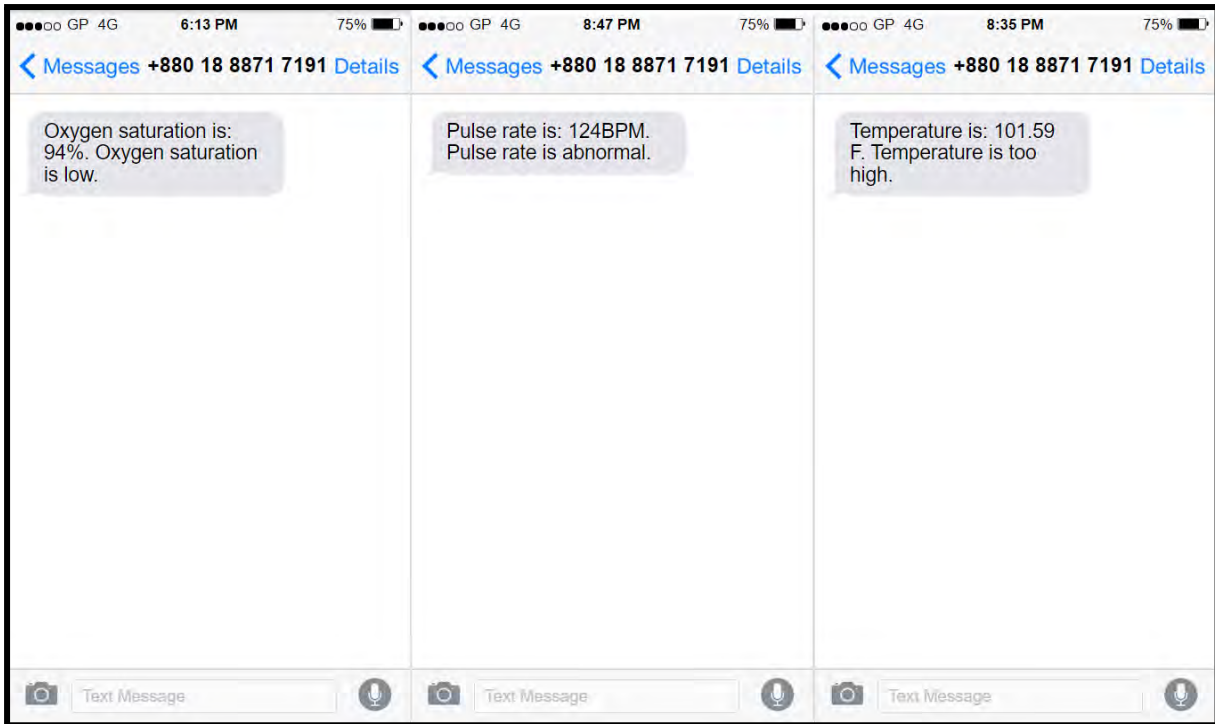 GP 4G 6:13 PM 75%
Messages +880 18 8871 7191 Details
Oxygen saturation is:
94%. Oxygen saturation
is low.
Text Message
GP 4G 8:47 PM 75%
Messages +880 18 8871 7191 Details
Pulse rate is: 124BPM.
Pulse rate is abnormal.
Text Message
GP 4G 8:35 PM 75%
Messages +880 18 8871 7191 Details
Temperature is: 101.59
F. Temperature is too
high.
Text Message